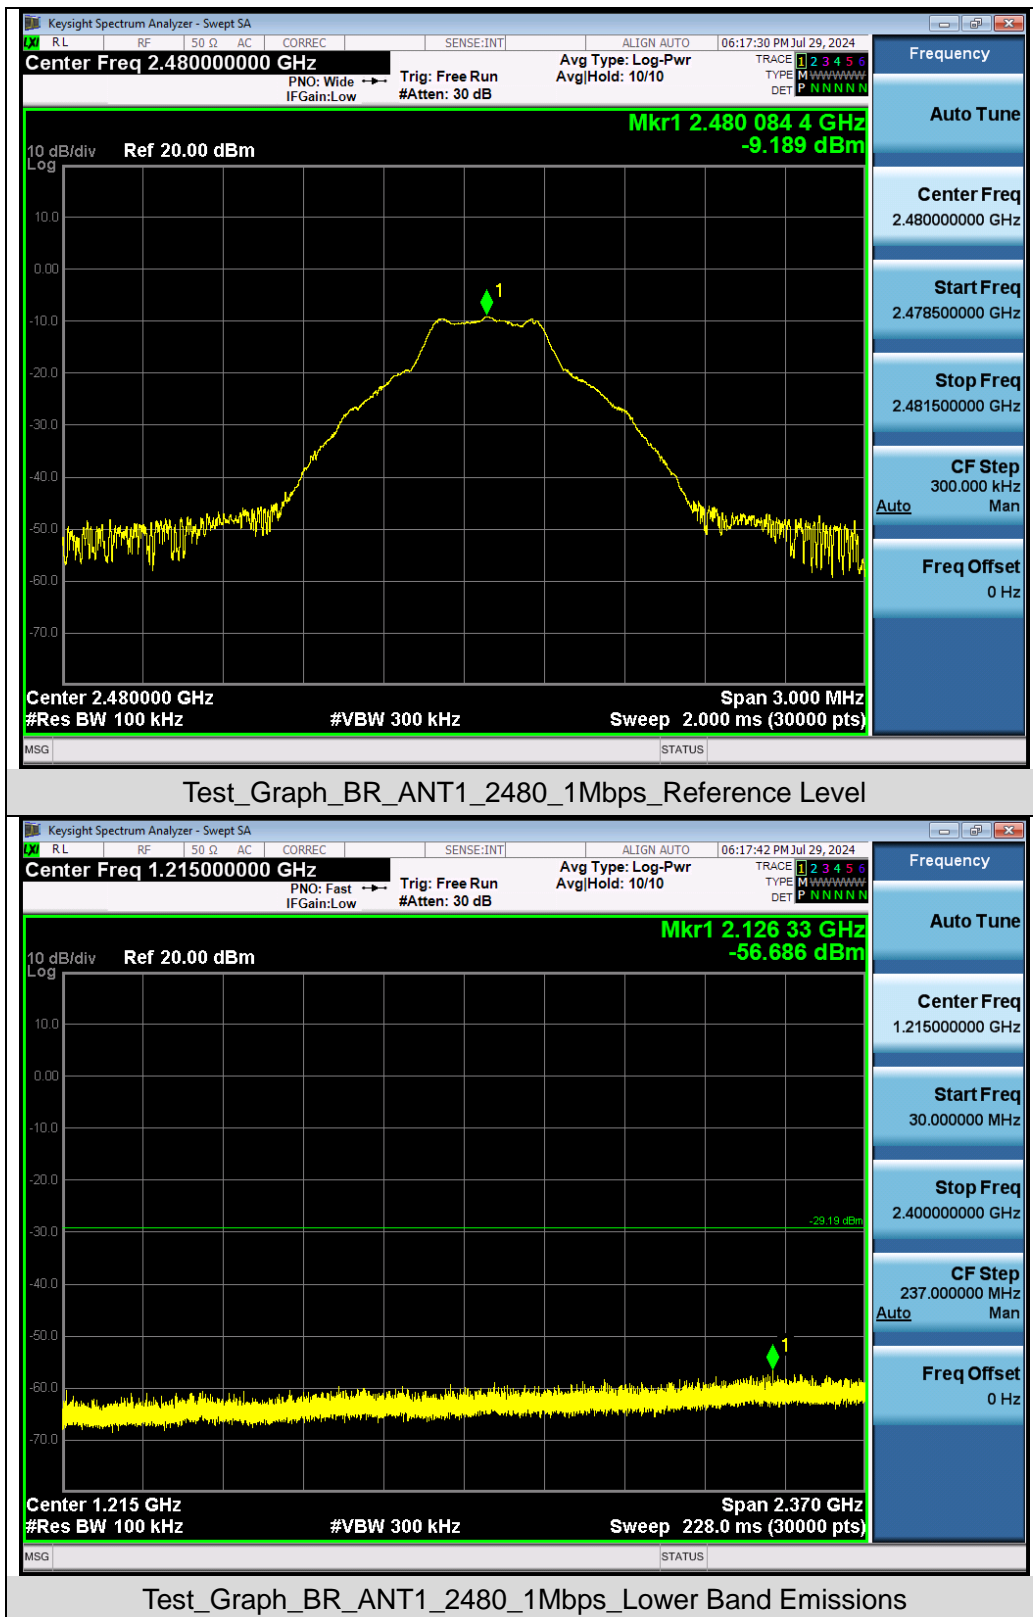 Keysight Spectrum Analyzer - Swept SA
LXI RL RF 50 Ω AC CORREC SENSE:INT ALIGN AUTO 06:17:30 PM Jul 29, 2024
Center Freq 2.480000000 GHz
PNO: Wide
IFGain:Low
Trig: Free Run
#Atten: 30 dB
Avg Type: Log-Pwr
Avg|Hold: 10/10
TRACE 1 2 3 4 5 6
TYPE M W W W W W
DET P N N N N N
Mkr1 2.480 084 4 GHz
-9.189 dBm
10 dB/div Ref 20.00 dBm
Log
10.0
0.00
1
-10.0
-20.0
-30.0
-40.0
-50.0
-60.0
-70.0
Center 2.480000 GHz Span 3.000 MHz
#Res BW 100 kHz #VBW 300 kHz Sweep 2.000 ms (30000 pts)
MSG STATUS
Frequency
Auto Tune
Center Freq
2.480000000 GHz
Start Freq
2.478500000 GHz
Stop Freq
2.481500000 GHz
CF Step
300.000 kHz
Auto Man
Freq Offset
0 Hz
Test_Graph_BR_ANT1_2480_1Mbps_Reference Level
Keysight Spectrum Analyzer - Swept SA
LXI RL RF 50 Ω AC CORREC SENSE:INT ALIGN AUTO 06:17:42 PM Jul 29, 2024
Center Freq 1.215000000 GHz
PNO: Fast
IFGain:Low
Trig: Free Run
#Atten: 30 dB
Avg Type: Log-Pwr
Avg|Hold: 10/10
TRACE 1 2 3 4 5 6
TYPE M W W W W W
DET P N N N N N
Mkr1 2.126 33 GHz
-56.686 dBm
10 dB/div Ref 20.00 dBm
Log
10.0
0.00
-10.0
-20.0
-29.19 dBm
-30.0
-40.0
-50.0
1
-60.0
-70.0
Center 1.215 GHz Span 2.370 GHz
#Res BW 100 kHz #VBW 300 kHz Sweep 228.0 ms (30000 pts)
MSG STATUS
Frequency
Auto Tune
Center Freq
1.215000000 GHz
Start Freq
30.000000 MHz
Stop Freq
2.400000000 GHz
CF Step
237.000000 MHz
Auto Man
Freq Offset
0 Hz
Test_Graph_BR_ANT1_2480_1Mbps_Lower Band Emissions